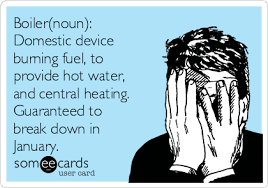 Boiler(noun):
Domestic device
burning fuel, to
provide hot water,
and central heating.
Guaranteed to
break down in
January.
someecards
user card